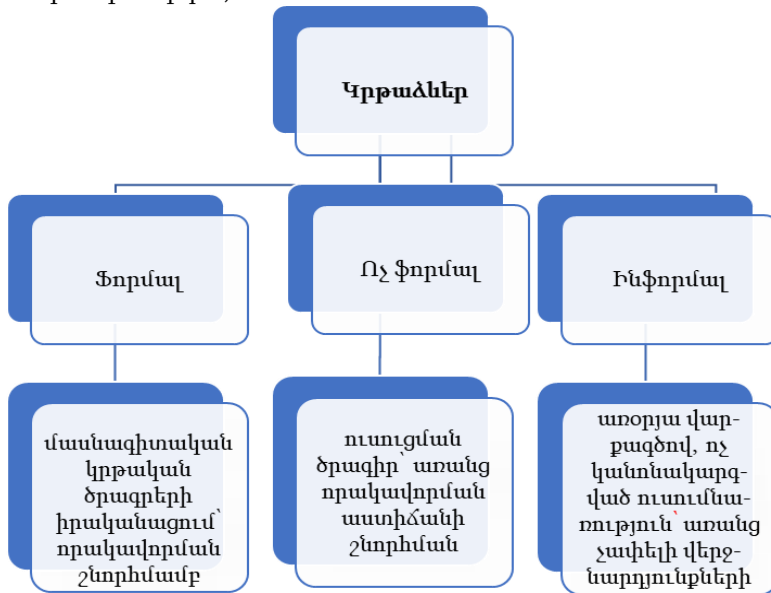 Կրթաձևեր
Ֆորմալ
Ոչ ֆորմալ
Ինֆորմալ
մասնագիտական
կրթական
ծրագրերի
իրականացում՝
որակավորման
շնորհմամբ
ուսուցման
ծրագիր՝ առանց
որակավորման
աստիճանի
շնորհման
առօրյա վար-
քագծով, ոչ
կանոնակարգ-
ված ուսումնա-
ռություն՝ առանց
չափելի վերջ-
նարդյունքների